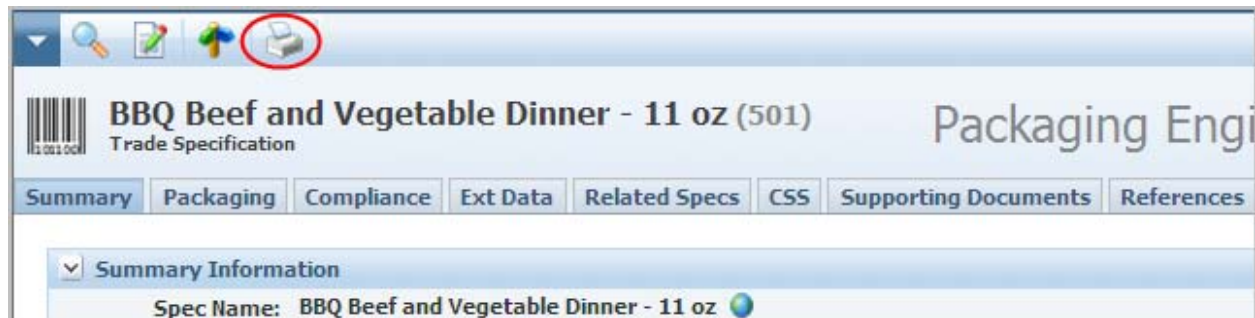 BBQ Beef and Vegetable Dinner - 11 oz (501)
Trade Specification
Packaging Engi
Summary Packaging Compliance Ext Data Related Specs CSS Supporting Documents References
Summary Information
Spec Name: BBQ Beef and Vegetable Dinner - 11 oz